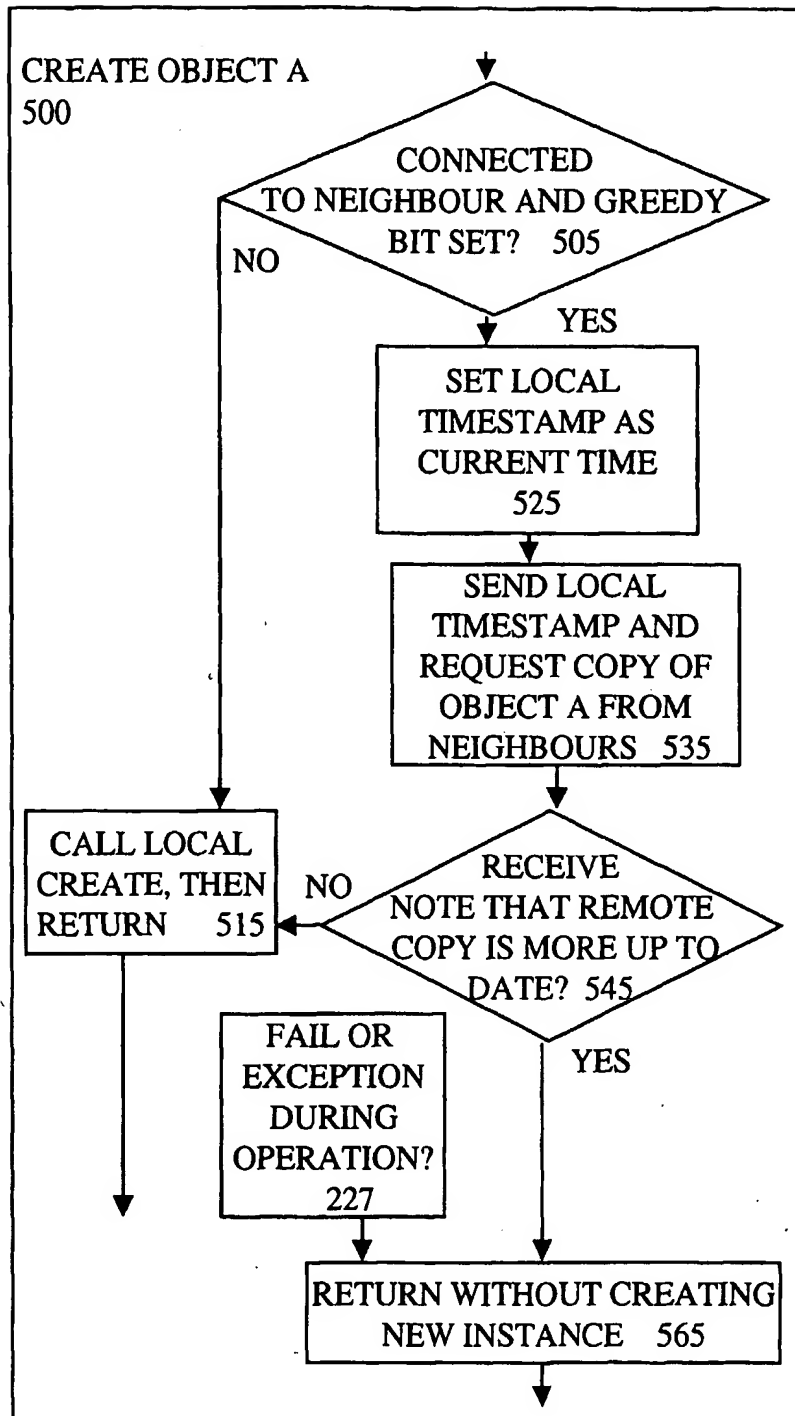 CREATE OBJECT A
500
CONNECTED
TO NEIGHBOUR AND GREEDY
BIT SET? 505
NO
YES
SET LOCAL
TIMESTAMP AS
CURRENT TIME
525
SEND LOCAL
TIMESTAMP AND
REQUEST COPY OF
OBJECT A FROM
NEIGHBOURS 535
CALL LOCAL
CREATE, THEN
RETURN 515
NO
RECEIVE
NOTE THAT REMOTE
COPY IS MORE UP TO
DATE? 545
YES
FAIL OR
EXCEPTION
DURING
OPERATION?
227
RETURN WITHOUT CREATING
NEW INSTANCE 565